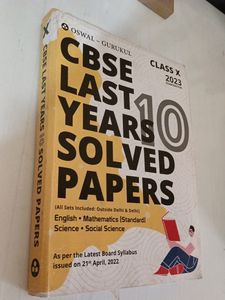 OSWAL - GURUKUL
CLASS X
2023
CBSE
LAST
YEARS 10
SOLVED
PAPERS
(All Sets Included: Outside Delhi & Delhi)
English • Mathematics (Standard)
Science • Social Science
As per the Latest Board Syllabus
issued on 21st April, 2022
X
CBSE LAST YEARS 10 SOLVED PAPERS